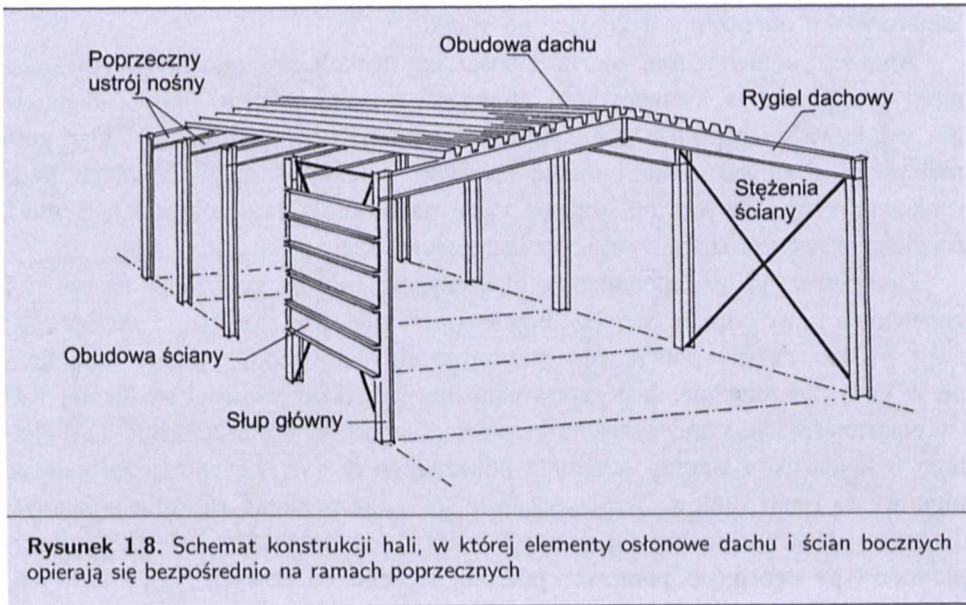 Obudowa dachu
Poprzeczny
ustrój nośny
Rygiel dachowy
Stężenia
ściany
Obudowa ściany
Słup główny
Rysunek 1.8. Schemat konstrukcji hali, w której elementy osłonowe dachu i ścian bocznych
opierają się bezpośrednio na ramach poprzecznych